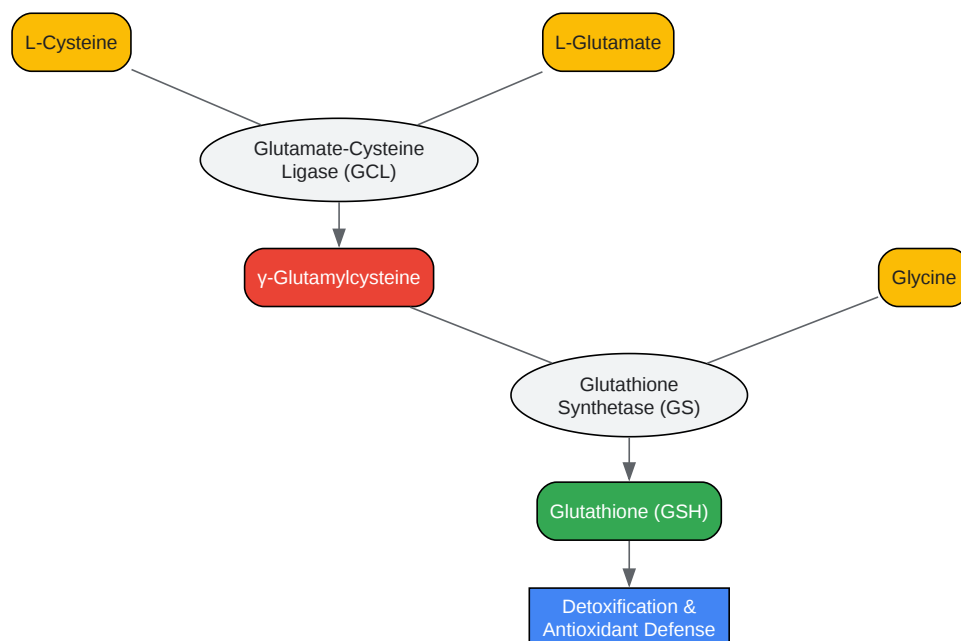 L-Cysteine
L-Glutamate
Glutamate-Cysteine
Ligase (GCL)
γ-Glutamylcysteine
Glycine
Glutathione
Synthetase (GS)
Glutathione (GSH)
Detoxification &
Antioxidant Defense